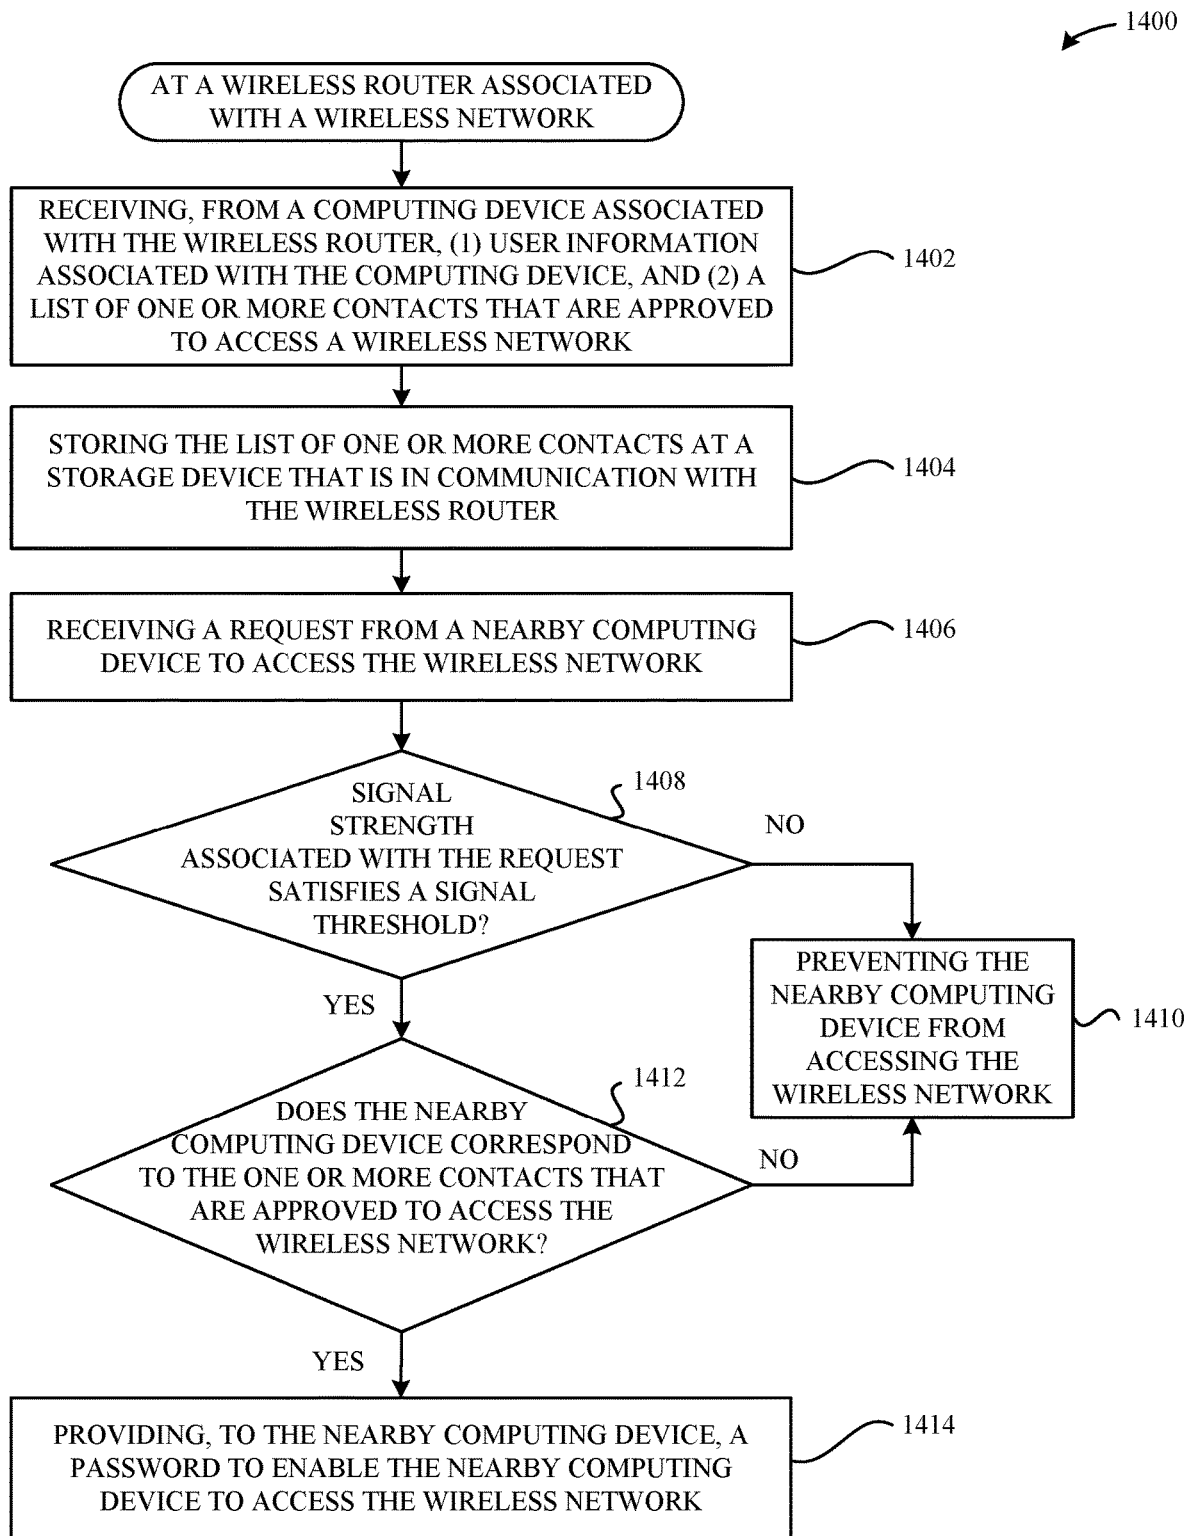 1400
AT A WIRELESS ROUTER ASSOCIATED
WITH A WIRELESS NETWORK
RECEIVING, FROM A COMPUTING DEVICE ASSOCIATED
WITH THE WIRELESS ROUTER, (1) USER INFORMATION
ASSOCIATED WITH THE COMPUTING DEVICE, AND (2) A
LIST OF ONE OR MORE CONTACTS THAT ARE APPROVED
TO ACCESS A WIRELESS NETWORK
1402
STORING THE LIST OF ONE OR MORE CONTACTS AT A
STORAGE DEVICE THAT IS IN COMMUNICATION WITH
THE WIRELESS ROUTER
1404
RECEIVING A REQUEST FROM A NEARBY COMPUTING
DEVICE TO ACCESS THE WIRELESS NETWORK
1406
SIGNAL
STRENGTH
ASSOCIATED WITH THE REQUEST
SATISFIES A SIGNAL
THRESHOLD?
1408
NO
YES
PREVENTING THE
NEARBY COMPUTING
DEVICE FROM
ACCESSING THE
WIRELESS NETWORK
1410
DOES THE NEARBY
COMPUTING DEVICE CORRESPOND
TO THE ONE OR MORE CONTACTS THAT
ARE APPROVED TO ACCESS THE
WIRELESS NETWORK?
1412
NO
YES
PROVIDING, TO THE NEARBY COMPUTING DEVICE, A
PASSWORD TO ENABLE THE NEARBY COMPUTING
DEVICE TO ACCESS THE WIRELESS NETWORK
1414